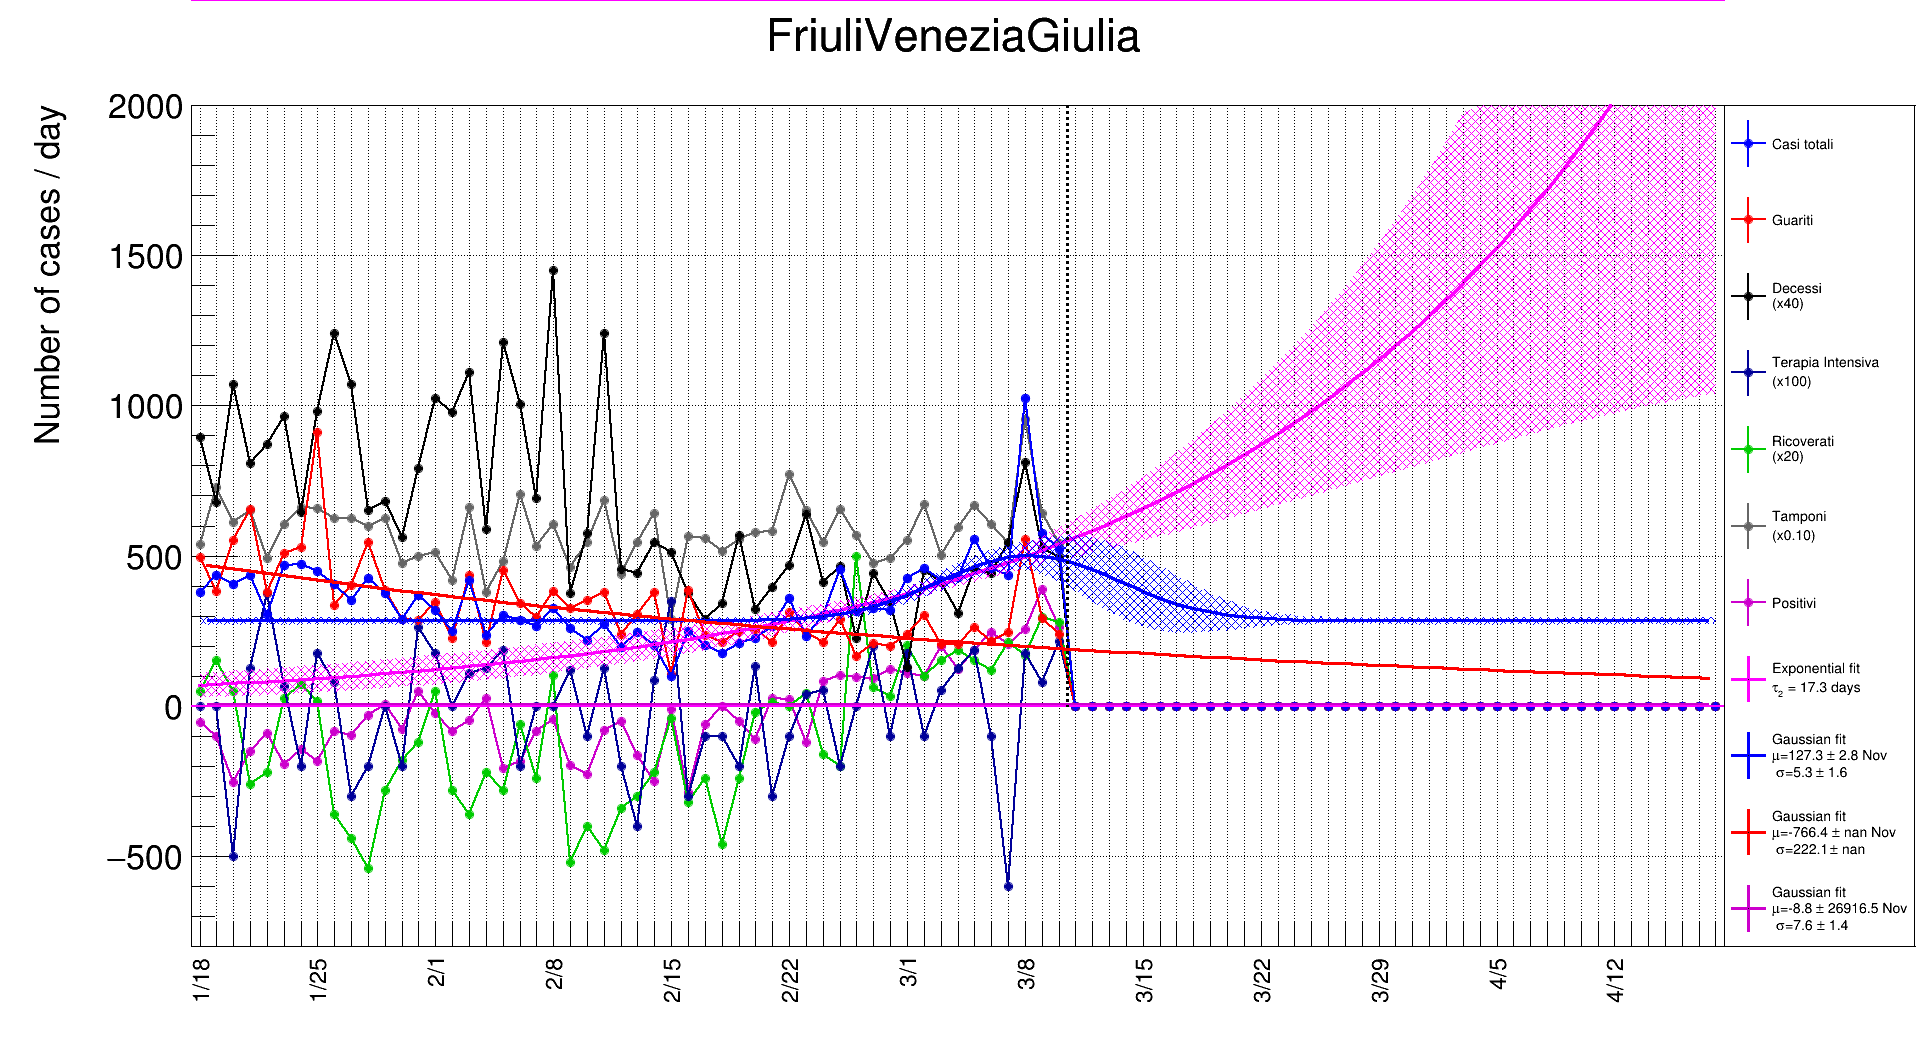 FriuliVeneziaGiulia
Number of cases / day
2000
1500
1000
500
0
−500
1/18
1/25
2/1
2/8
2/15
2/22
3/1
3/8
3/15
3/22
3/29
4/5
4/12
Casi totali
Guariti
Decessi
(x40)
Terapia Intensiva
(x100)
Ricoverati
(x20)
Tamponi
(x0.10)
Positivi
Exponential fit
τ2 = 17.3 days
Gaussian fit
μ=127.3 ± 2.8 Nov
σ=5.3 ± 1.6
Gaussian fit
μ=-766.4 ± nan Nov
σ=222.1 ± nan
Gaussian fit
μ=-8.8 ± 26916.5 Nov
σ=7.6 ± 1.4